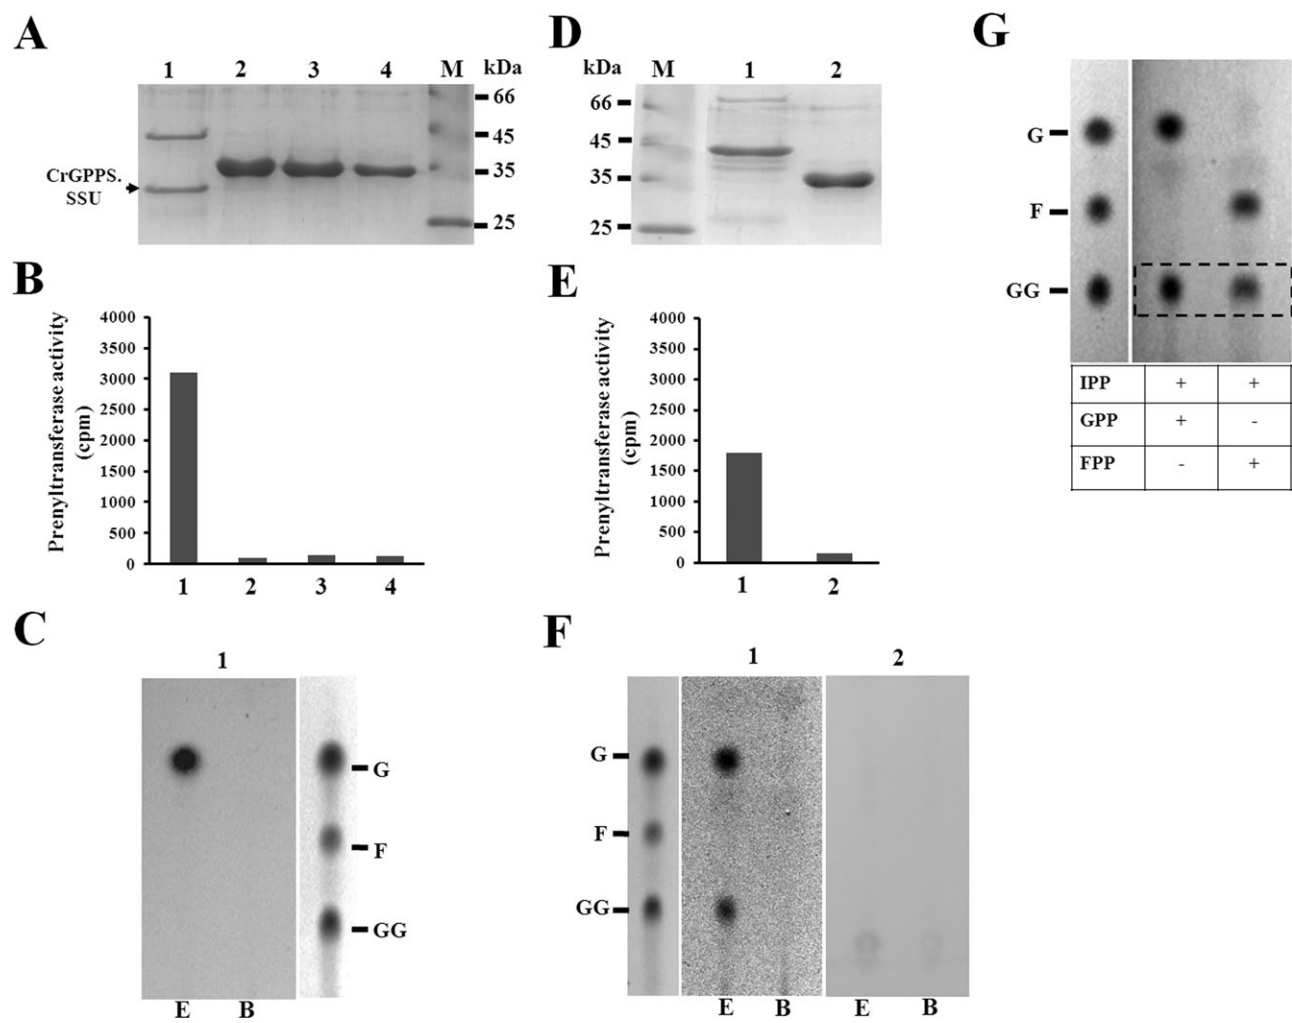 A
1 2 3 4 M kDa
66
45
35
25
CrGPPS.
SSU
B
Prenyltransferase activity
(cpm)
4000
3500
3000
2500
2000
1500
1000
500
0
1 2 3 4
C
1
G
F
GG
E B
D
kDa M 1 2
66
45
35
25
E
Prenyltransferase activity
(cpm)
4000
3500
3000
2500
2000
1500
1000
500
0
1 2
F
1 2
G
F
GG
E B E B
G
G
F
GG
IPP + +
GPP + -
FPP - +